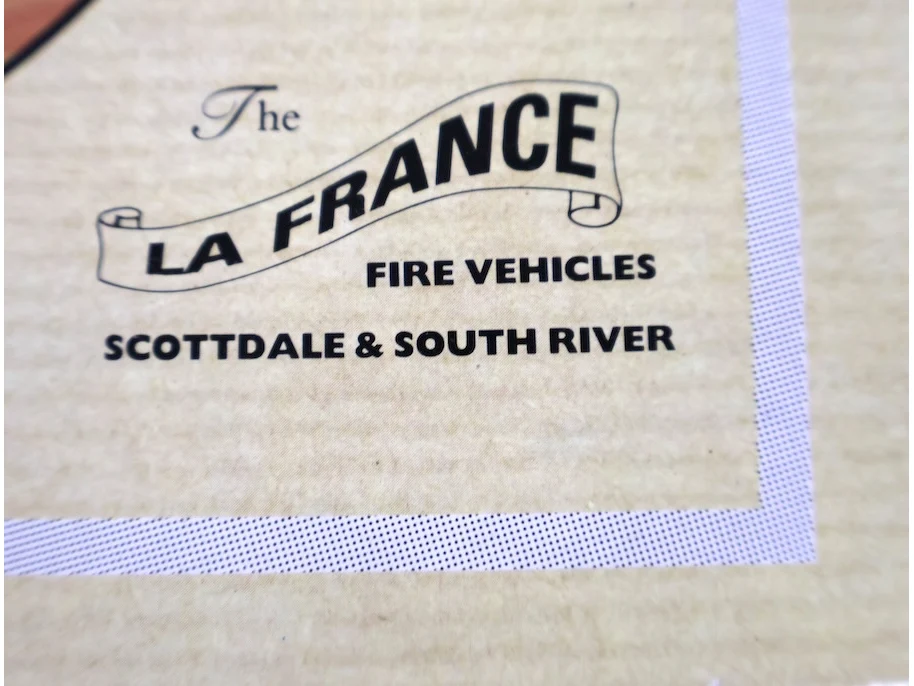 The
LA FRANCE
FIRE VEHICLES
SCOTTDALE & SOUTH RIVER